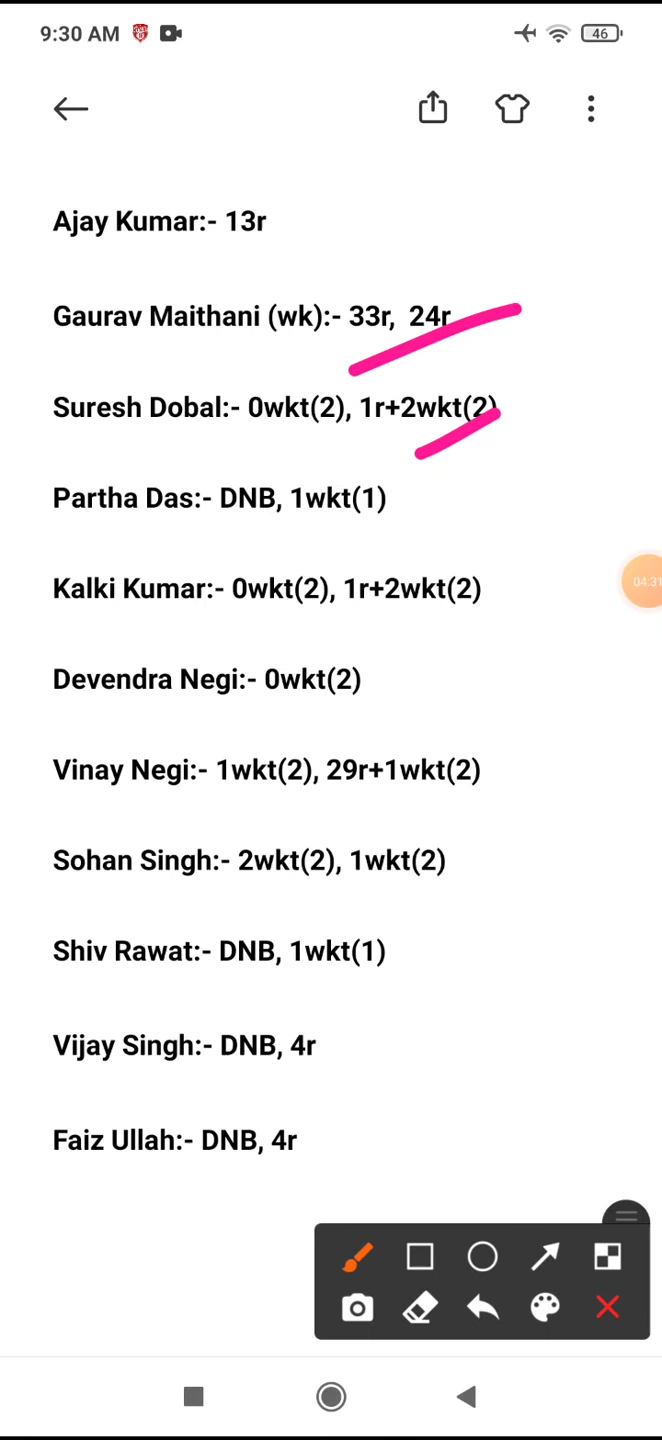 9:30 AM
46
Ajay Kumar:- 13r
Gaurav Maithani (wk):- 33r, 24r
Suresh Dobal:- 0wkt(2), 1r+2wkt(2)
Partha Das:- DNB, 1wkt(1)
04:31
Kalki Kumar:- 0wkt(2), 1r+2wkt(2)
Devendra Negi:- 0wkt(2)
Vinay Negi:- 1wkt(2), 29r+1wkt(2)
Sohan Singh:- 2wkt(2), 1wkt(2)
Shiv Rawat:- DNB, 1wkt(1)
Vijay Singh:- DNB, 4r
Faiz Ullah:- DNB, 4r